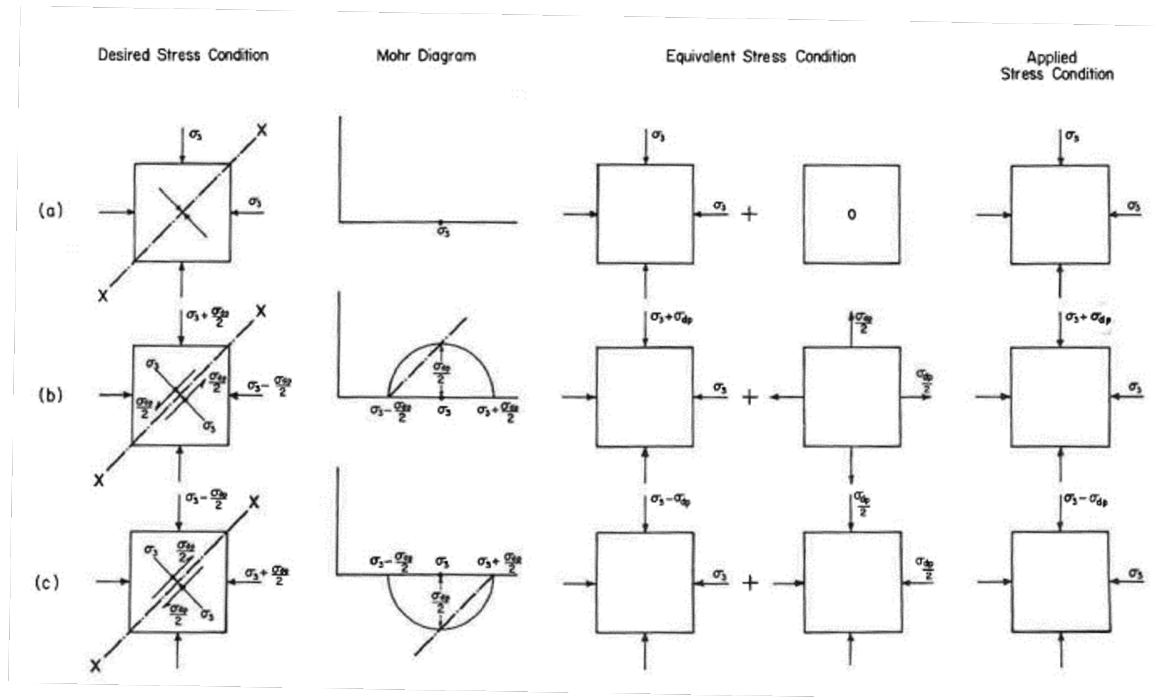 Desired Stress Condition Mohr Diagram Equivalent Stress Condition Applied
Stress Condition
σ₃ X σ₃ σ₃
(a) σ₃ σ₃ σ₃ + 0 σ₃
X
σ₃+σdp/2 X σ₃+σdp σdp/2 σ₃+σdp
(b) σ₃ σdp/2 σdp/2 σ₃ σ₃-σdp/2 σdp/2 σ₃ + σdp/2 σ₃
σ₃-σdp/2 σ₃ σ₃+σdp/2
X
σ₃-σdp/2 X σ₃-σdp σdp/2 σ₃-σdp
σ₃-σdp/2 σ₃ σ₃+σdp/2
(c) σ₃ σdp/2 σdp/2 σ₃ σ₃+σdp/2 σdp/2 σ₃ + σdp/2 σ₃
X